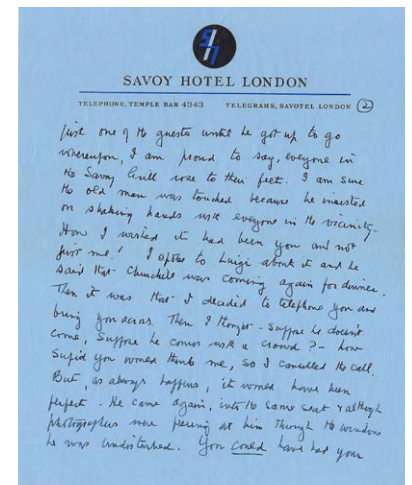 SAVOY HOTEL LONDON
TELEPHONE, TEMPLE BAR 4343 TELEGRAMS, SAVOTEL LONDON 2
just one of the guests until he got up to go
whereupon, I am proud to say, everyone in
the Savoy Grill rose to their feet. I am sure
the old man was touched because he insisted
on shaking hands with everyone in the vicinity.
How I wished it had been you and not
just me! I spoke to Luigi about it and he
said that Churchill was coming again for dinner.
Then it was that I decided to telephone you and
bring you across. Then I thought - suppose he doesn't
come, suppose he comes with a crowd? - how
stupid you would think me, so I cancelled the call.
But, as always happens, it would have been
perfect. He came again, into the same seat & although
photographers were peering at him through the windows
he was undisturbed. You could have had your